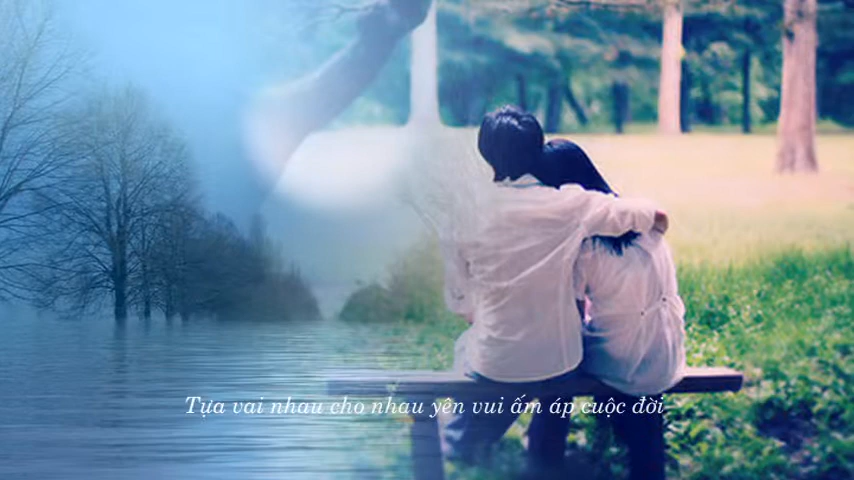 Tựa vai nhau cho nhau yên vui ấm áp cuộc đời